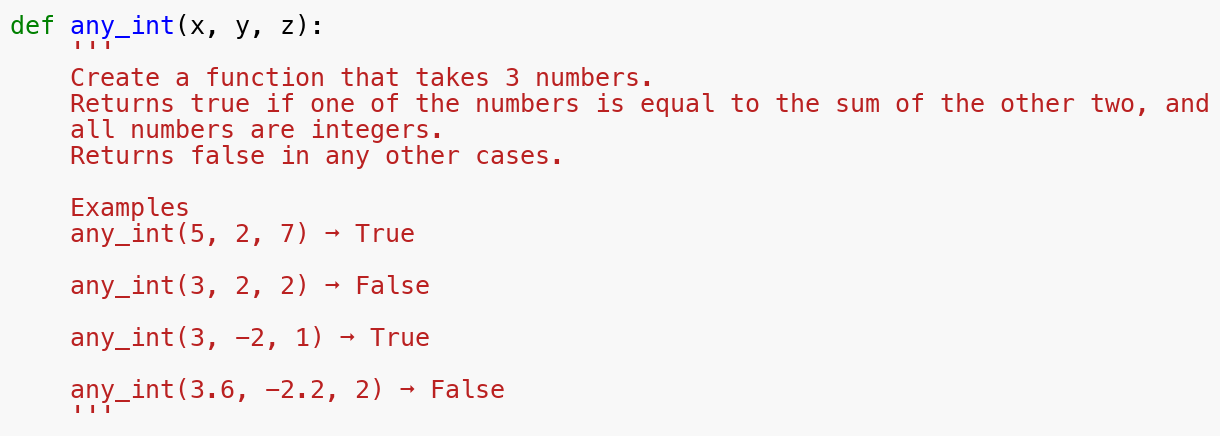 def any_int(x, y, z):
    '''
    Create a function that takes 3 numbers.
    Returns true if one of the numbers is equal to the sum of the other two, and
    all numbers are integers.
    Returns false in any other cases.

    Examples
    any_int(5, 2, 7) → True

    any_int(3, 2, 2) → False

    any_int(3, −2, 1) → True

    any_int(3.6, −2.2, 2) → False
    '''